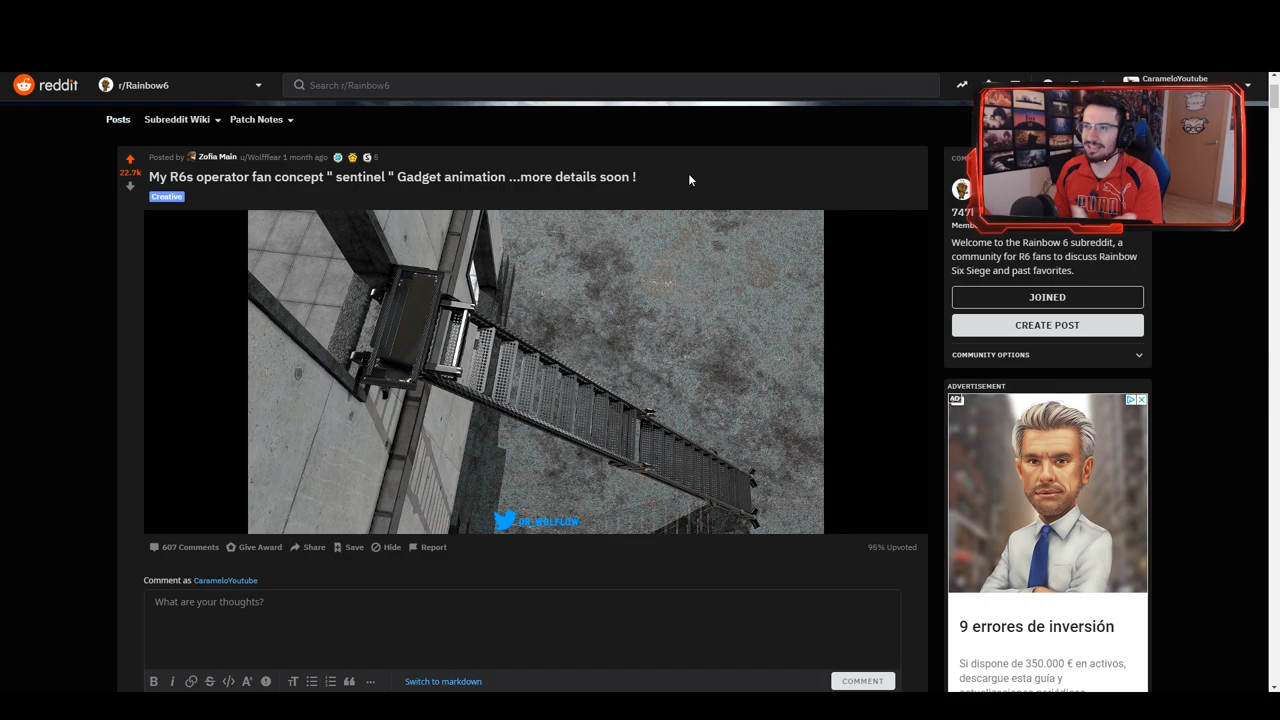 reddit
r/Rainbow6
Search r/Rainbow6
CarameloYoutube
Posts
Subreddit Wiki
Patch Notes
Posted by Zofia Main u/Wolfffear 1 month ago
5
22.7k
My R6s operator fan concept " sentinel " Gadget animation ...more details soon !
Creative
DR_WOLFLOW
607 Comments
Give Award
Share
Save
Hide
Report
95% Upvoted
Comment as CarameloYoutube
What are your thoughts?
Switch to markdown
COMMENT
Welcome to the Rainbow 6 subreddit, a
community for R6 fans to discuss Rainbow
Six Siege and past favorites.
JOINED
CREATE POST
COMMUNITY OPTIONS
ADVERTISEMENT
AD
9 errores de inversión
Si dispone de 350.000 € en activos,
descargue esta guía y